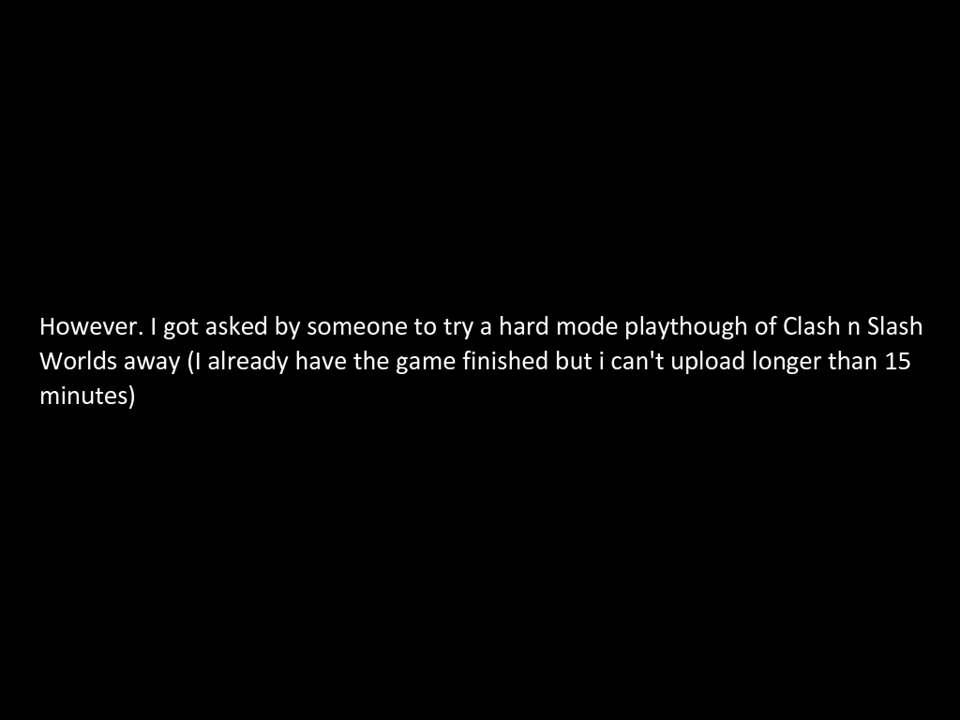 However. I got asked by someone to try a hard mode playthough of Clash n Slash
Worlds away (I already have the game finished but i can't upload longer than 15
minutes)